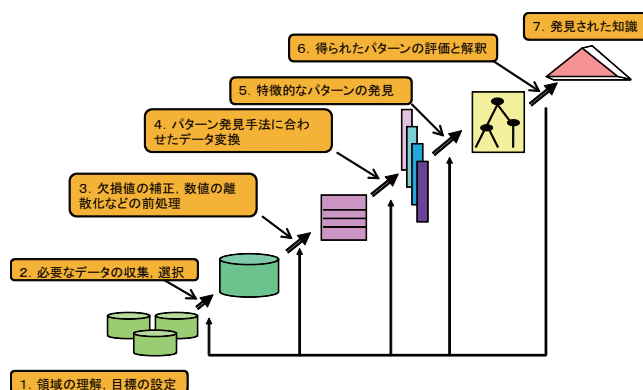 7. 発見された知識
6. 得られたパターンの評価と解釈
5. 特徴的なパターンの発見
4. パターン発見手法に合わ
せたデータ変換
3. 欠損値の補正, 数値の離
散化などの前処理
2. 必要なデータの収集, 選択
1. 領域の理解, 目標の設定